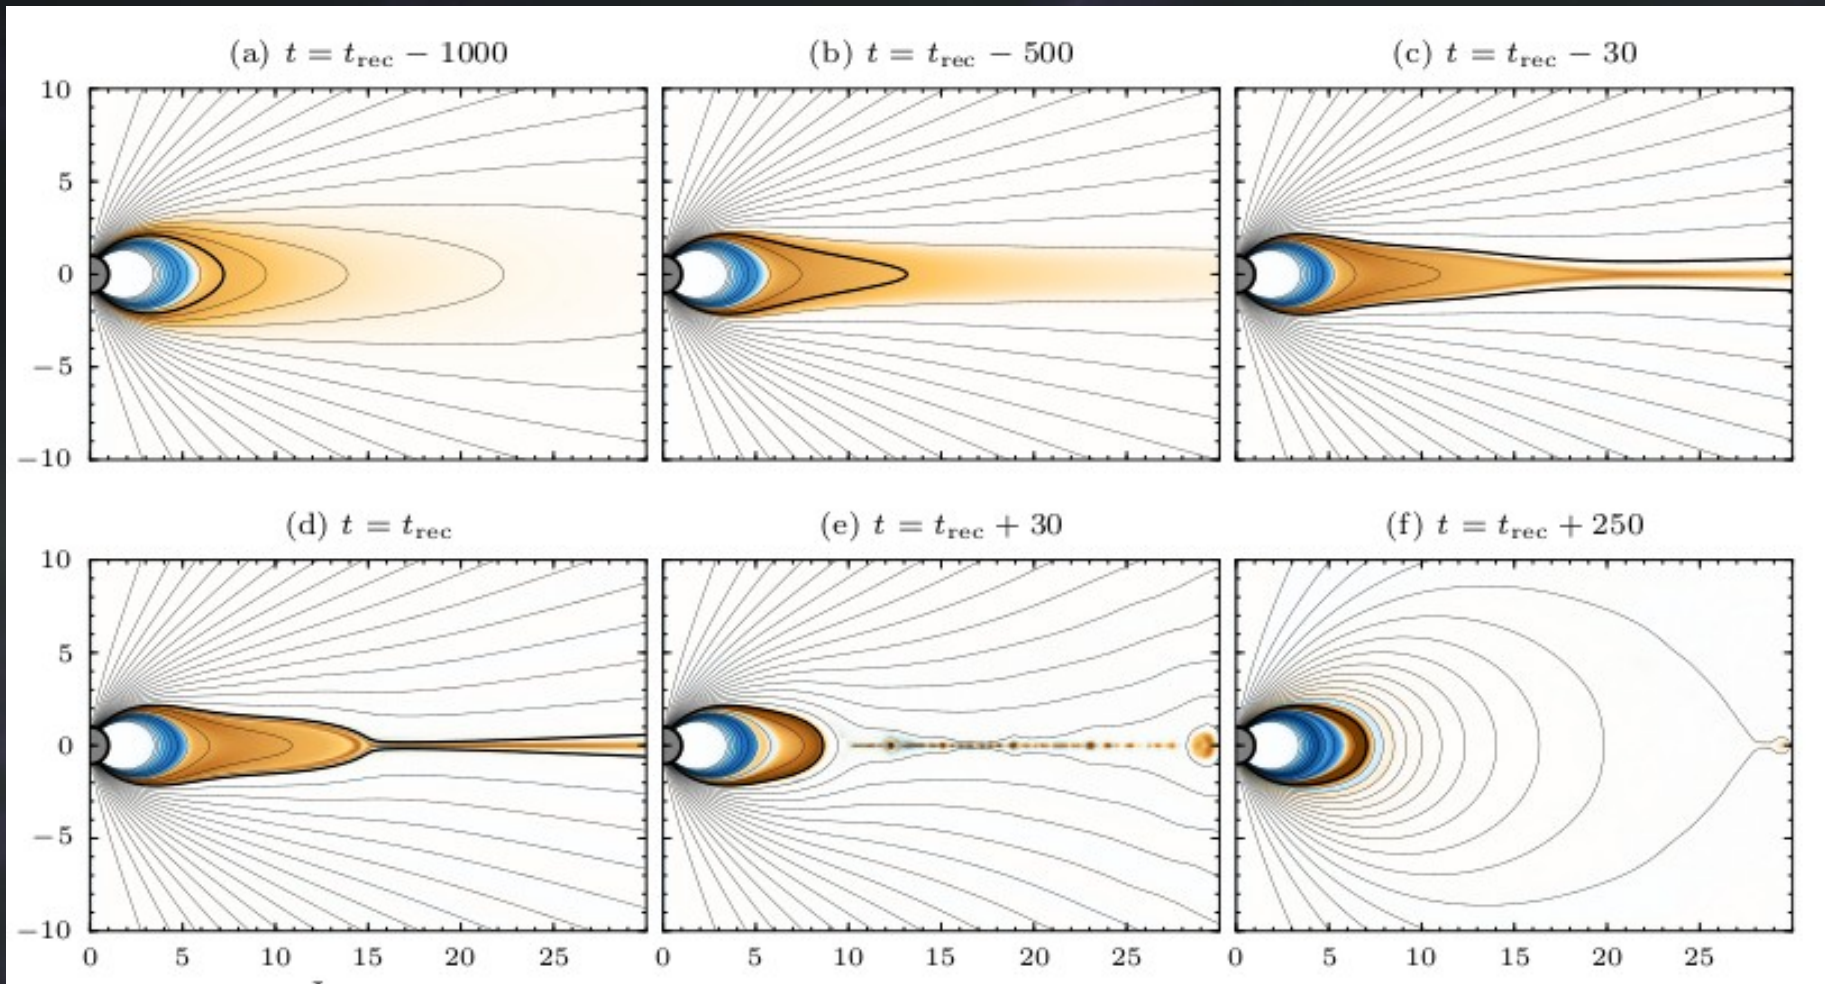 (a) t = t_rec − 1000
(b) t = t_rec − 500
(c) t = t_rec − 30
10
5
0
−5
−10
(d) t = t_rec
(e) t = t_rec + 30
(f) t = t_rec + 250
10
5
0
−5
−10
0 5 10 15 20 25
0 5 10 15 20 25
0 5 10 15 20 25